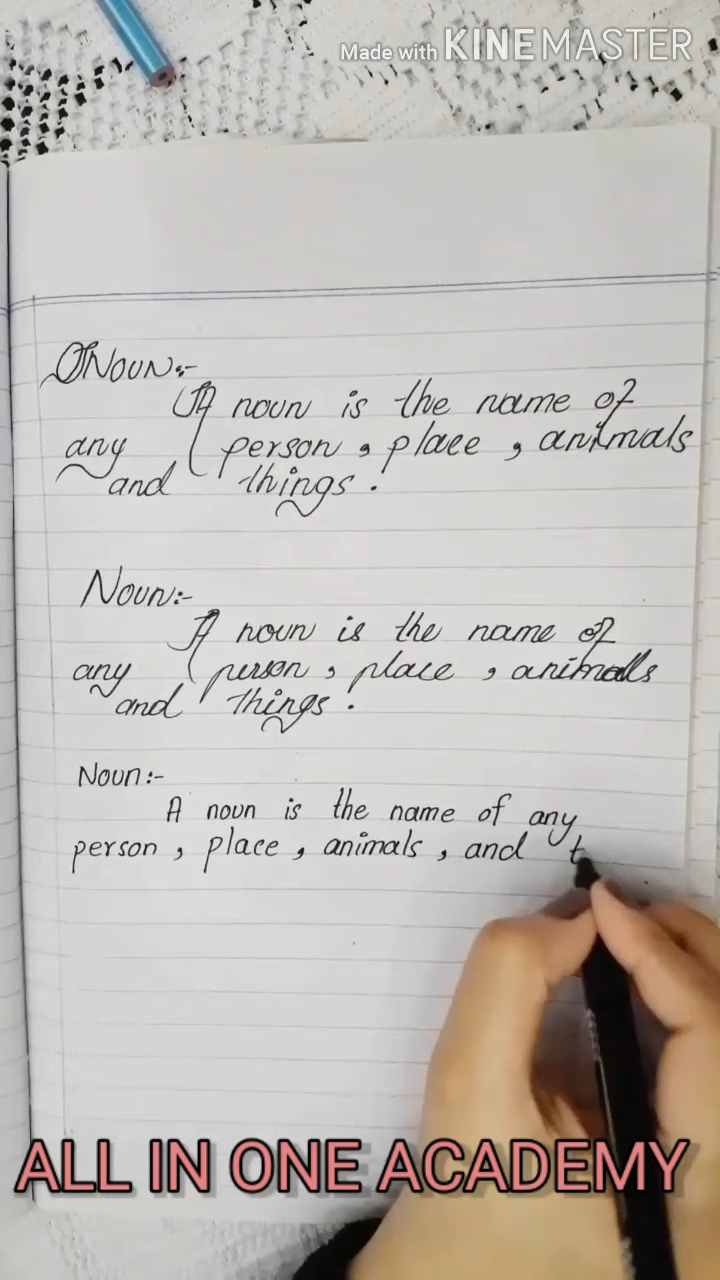 Made with KINEMASTER
Noun:-
A noun is the name of
any person, place, animals
and things.
Noun:-
A noun is the name of
any person, place, animals
and things.
Noun:-
A noun is the name of any
person, place, animals, and t
ALL IN ONE ACADEMY